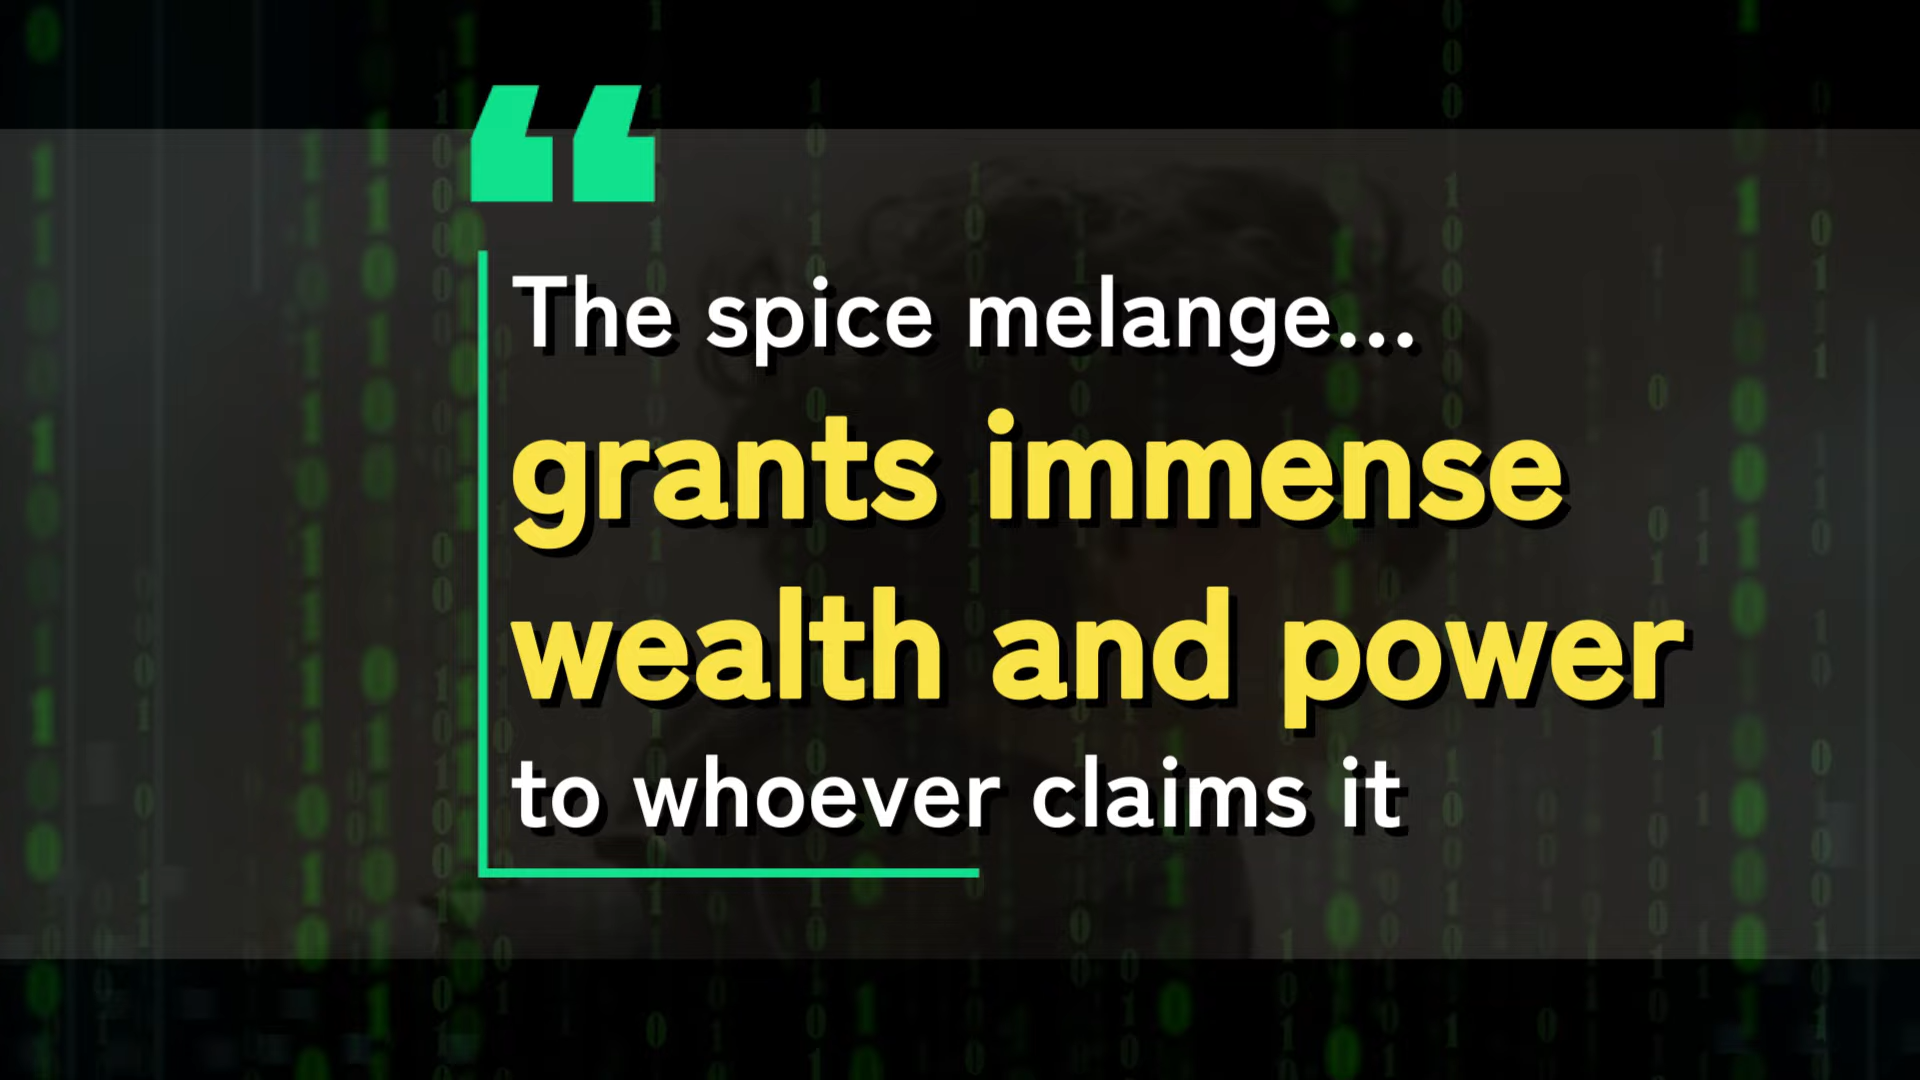 “
The spice melange...
grants immense
wealth and power
to whoever claims it